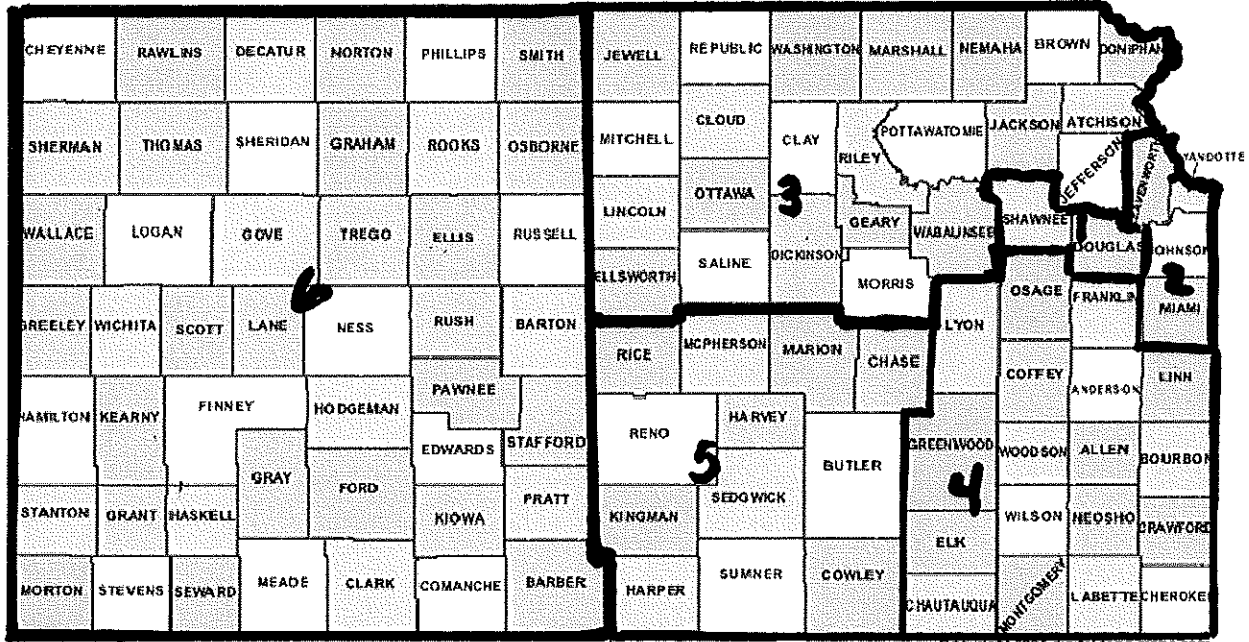 CHEYENNE RAWLINS DECATUR NORTON PHILLIPS SMITH JEWELL REPUBLIC WASHINGTON MARSHALL NEMAHA BROWN DONIPHAN
SHERMAN THOMAS SHERIDAN GRAHAM ROOKS OSBORNE MITCHELL CLOUD CLAY RILEY POTTAWATOMIE JACKSON ATCHISON
JEFFERSON LEAVENWORTH YANDOTTE
LINCOLN OTTAWA 3 GEARY WABAUNSEE SHAWNEE DOUGLAS JOHNSON
WALLACE LOGAN GOVE TREGO ELLIS RUSSELL
ELLSWORTH SALINE DICKINSON MORRIS 2
6 OSAGE FRANKLIN MIAMI
GREELEY WICHITA SCOTT LANE NESS RUSH BARTON LYON
RICE MCPHERSON MARION CHASE
PAWNEE COFFEY ANDERSON LINN
HAMILTON KEARNY FINNEY HODGEMAN
STAFFORD RENO HARVEY
EDWARDS GREENWOOD WOODSON ALLEN BOURBON
GRAY FORD 5 BUTLER 4
PRATT SEDGWICK
STANTON GRANT HASKELL KIOWA KINGMAN WILSON NEOSHO CRAWFORD
ELK
MORTON STEVENS SEWARD MEADE CLARK COMANCHE BARBER HARPER SUMNER COWLEY
CHAUTAUQUA MONTGOMERY LABETTE CHEROKEE